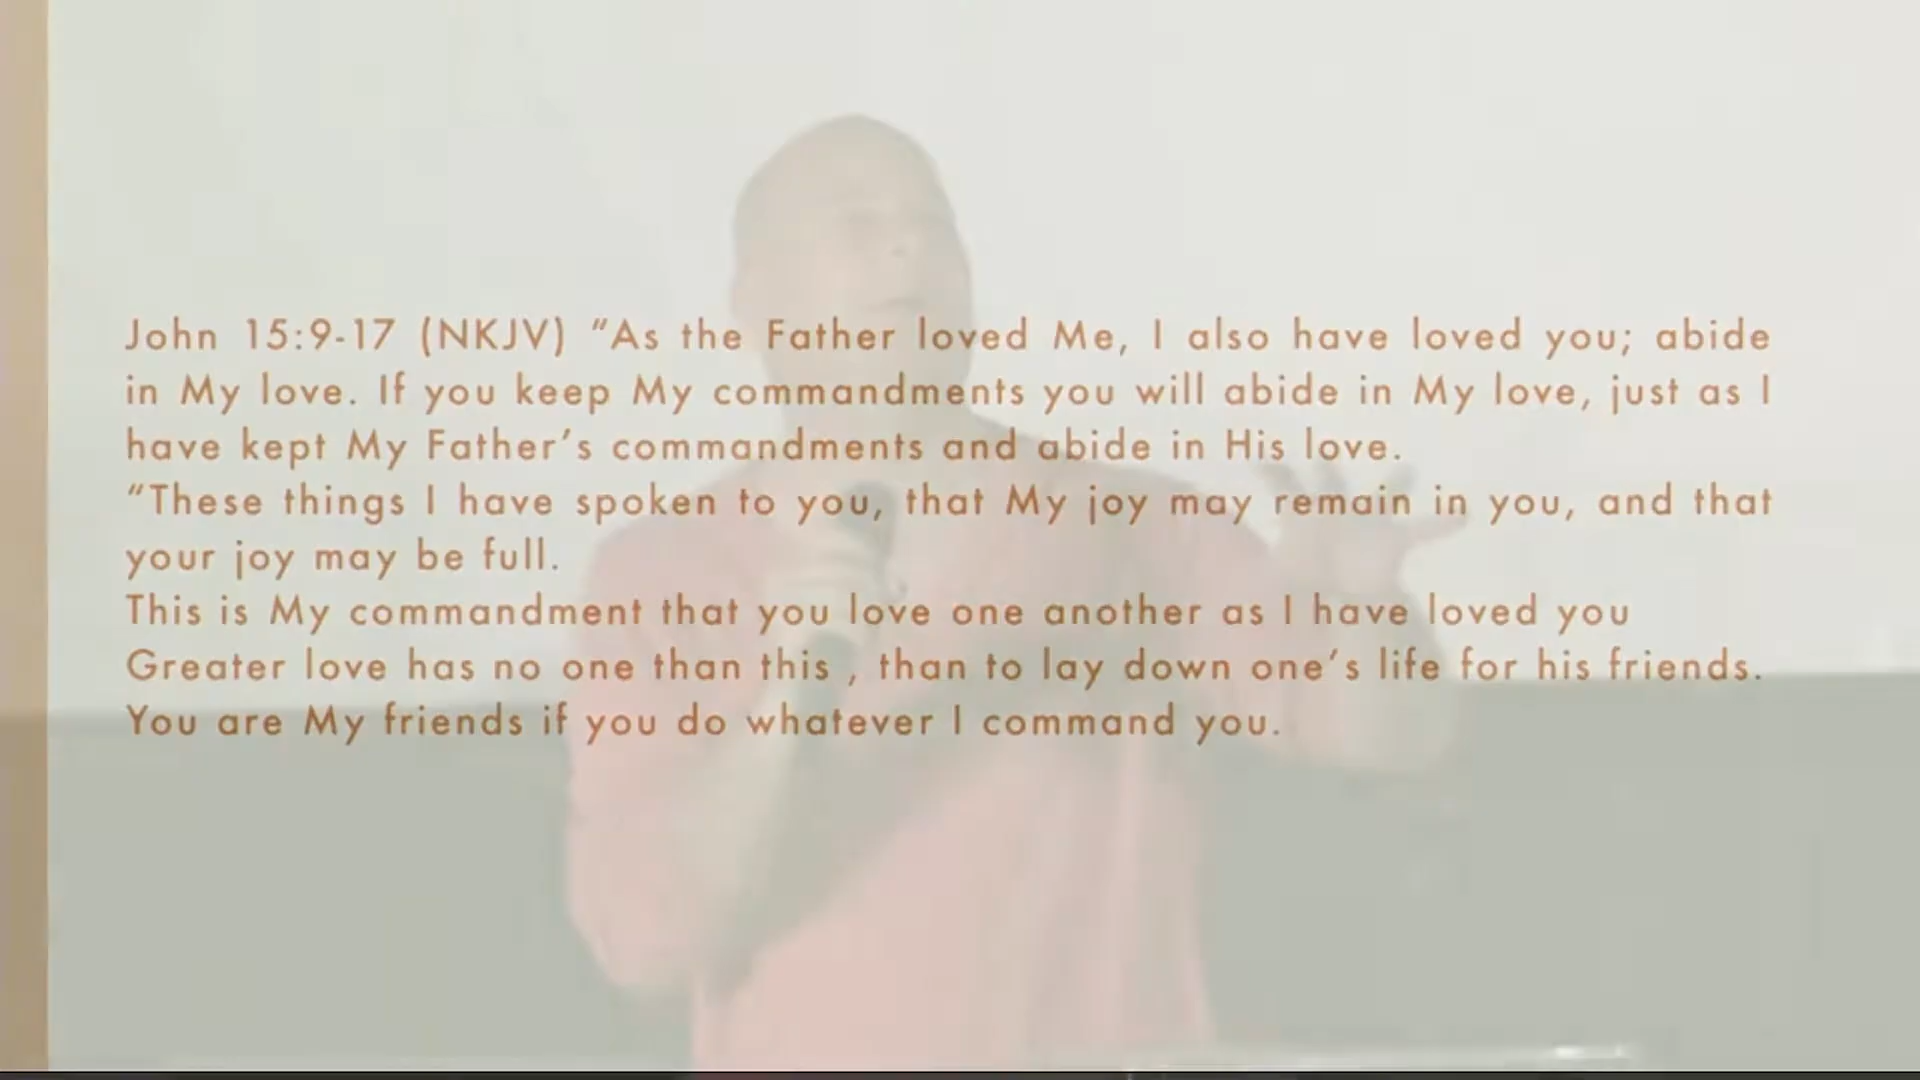 John 15:9-17 (NKJV) “As the Father loved Me, I also have loved you; abide
in My love. If you keep My commandments you will abide in My love, just as I
have kept My Father’s commandments and abide in His love.
“These things I have spoken to you, that My joy may remain in you, and that
your joy may be full.
This is My commandment that you love one another as I have loved you
Greater love has no one than this , than to lay down one’s life for his friends.
You are My friends if you do whatever I command you.